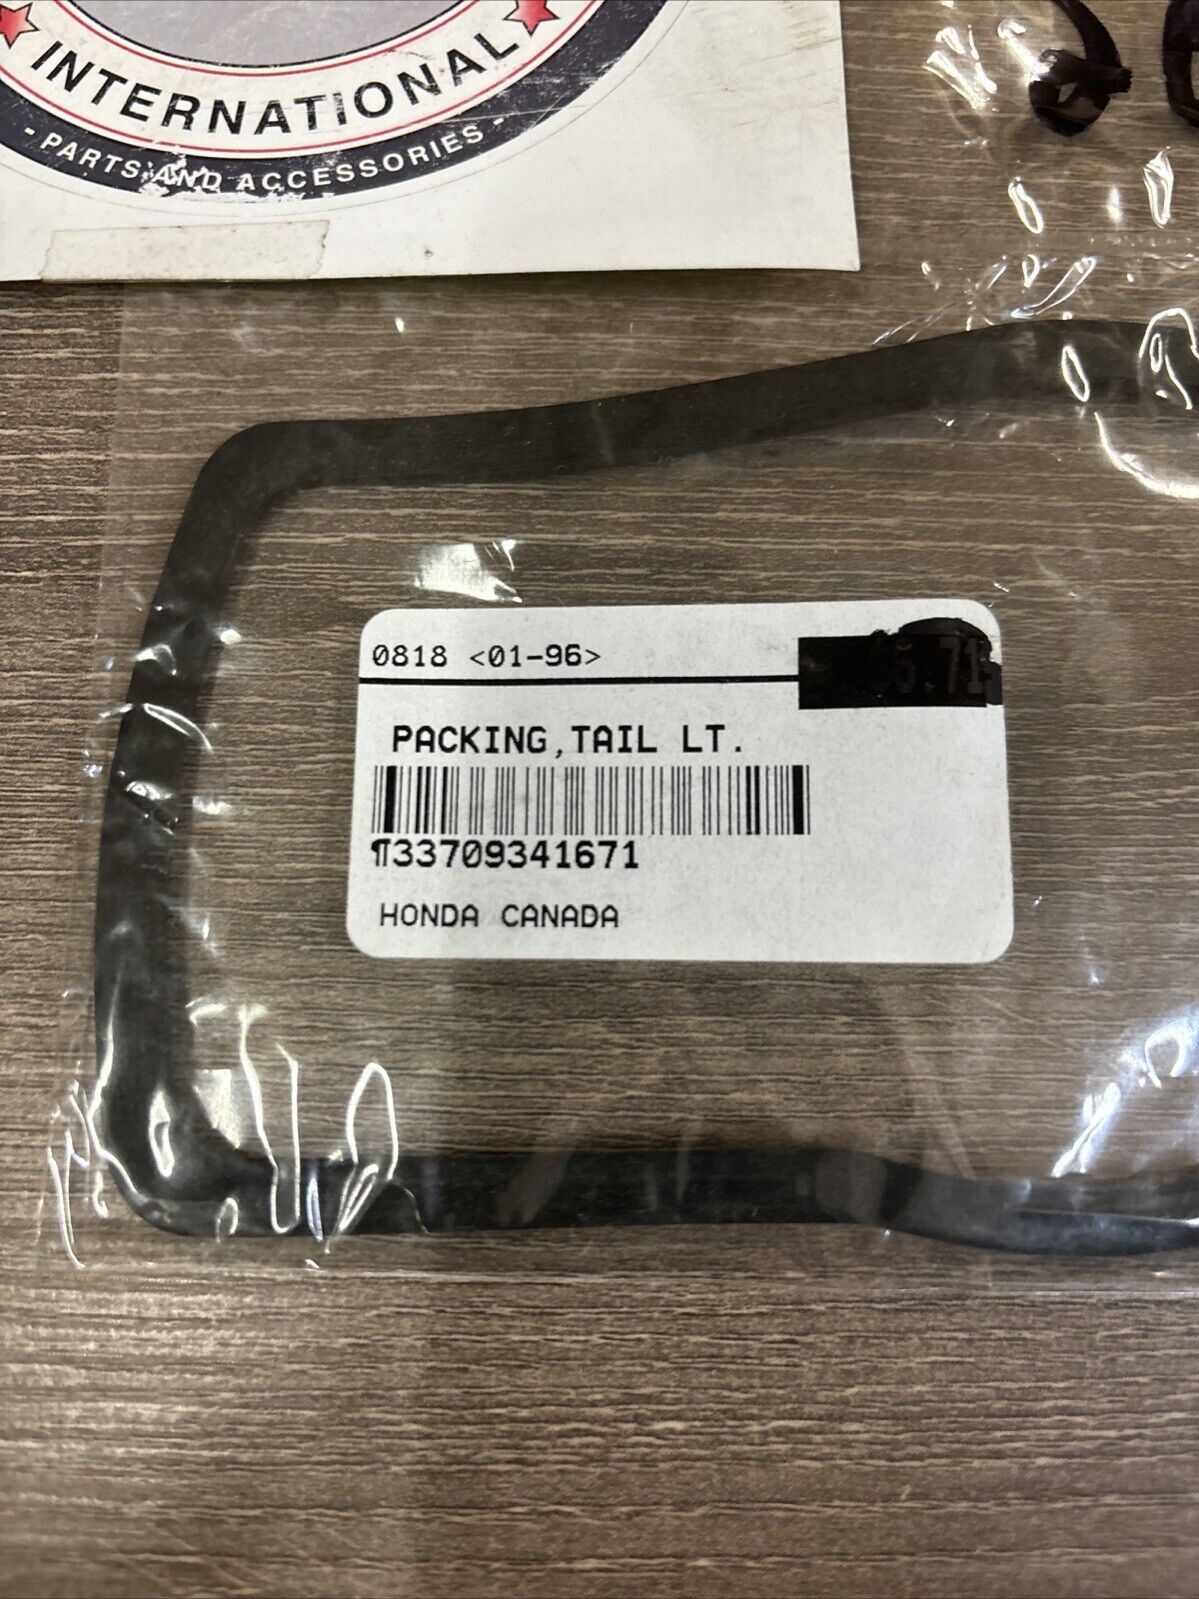 INTERNATIONAL
- PARTS AND ACCESSORIES -
0818 <01-96>
PACKING,TAIL LT.
¶33709341671
HONDA CANADA